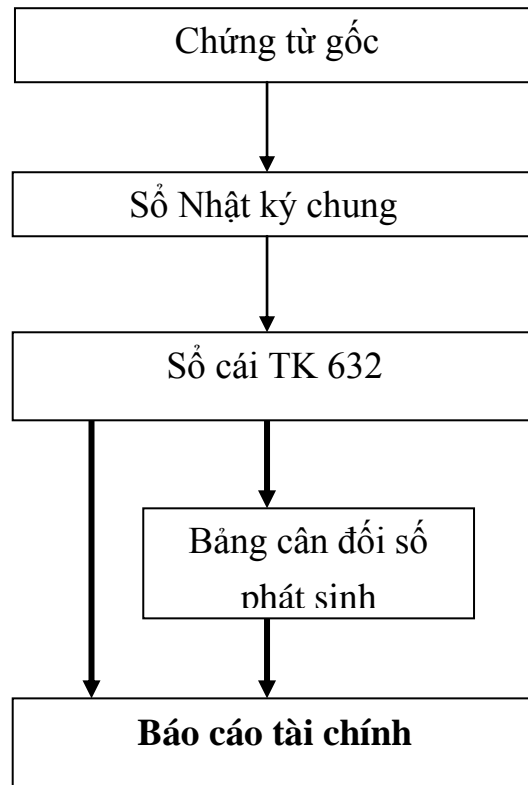 Chứng từ gốc
Sổ Nhật ký chung
Sổ cái TK 632
Bảng cân đối số
phát sinh
Báo cáo tài chính